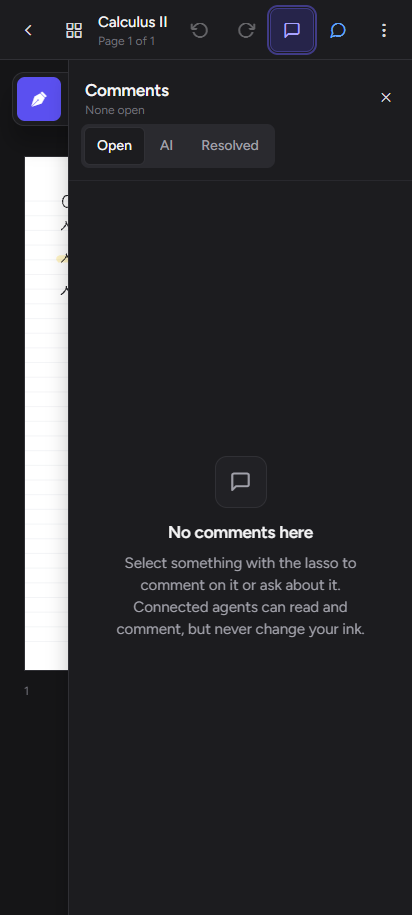 Calculus II
Page 1 of 1
Comments
None open
Open AI Resolved
No comments here
Select something with the lasso to
comment on it or ask about it.
Connected agents can read and
comment, but never change your ink.
1